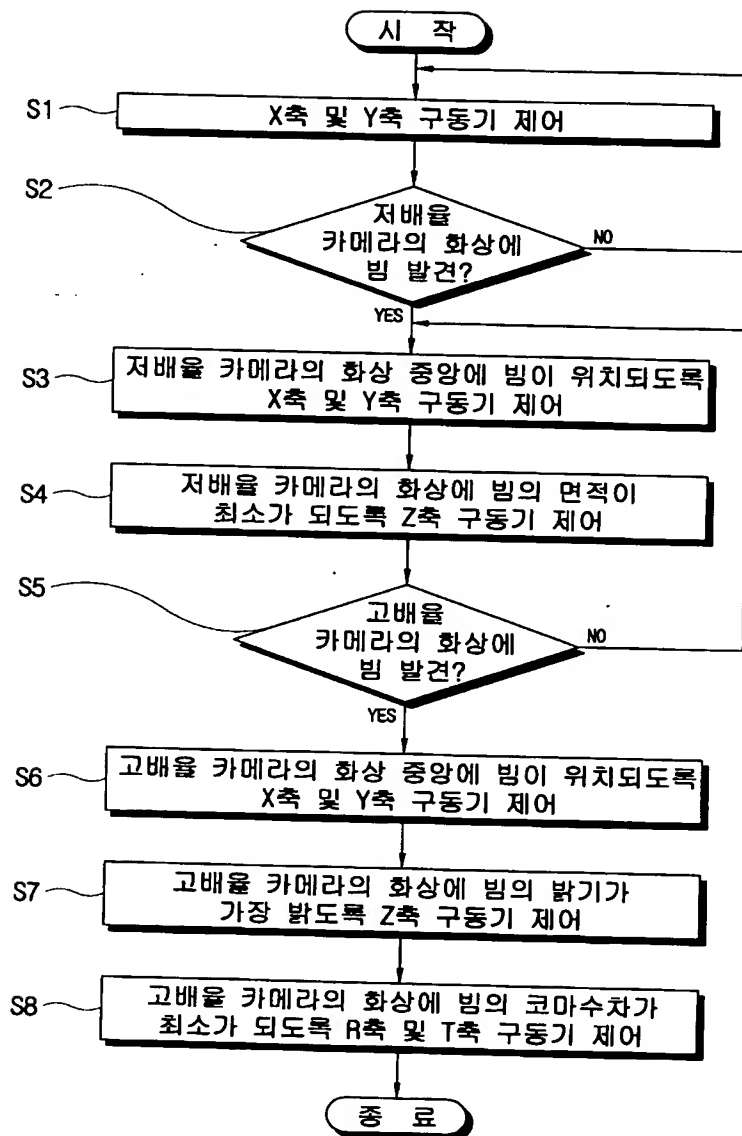 시 작
S1
X축 및 Y축 구동기 제어
S2
저배율
카메라의 화상에
빔 발견?
NO
YES
S3
저배율 카메라의 화상 중앙에 빔이 위치되도록
X축 및 Y축 구동기 제어
S4
저배율 카메라의 화상에 빔의 면적이
최소가 되도록 Z축 구동기 제어
S5
고배율
카메라의 화상에
빔 발견?
NO
YES
S6
고배율 카메라의 화상 중앙에 빔이 위치되도록
X축 및 Y축 구동기 제어
S7
고배율 카메라의 화상에 빔의 밝기가
가장 밝도록 Z축 구동기 제어
S8
고배율 카메라의 화상에 빔의 코마수차가
최소가 되도록 R축 및 T축 구동기 제어
종 료